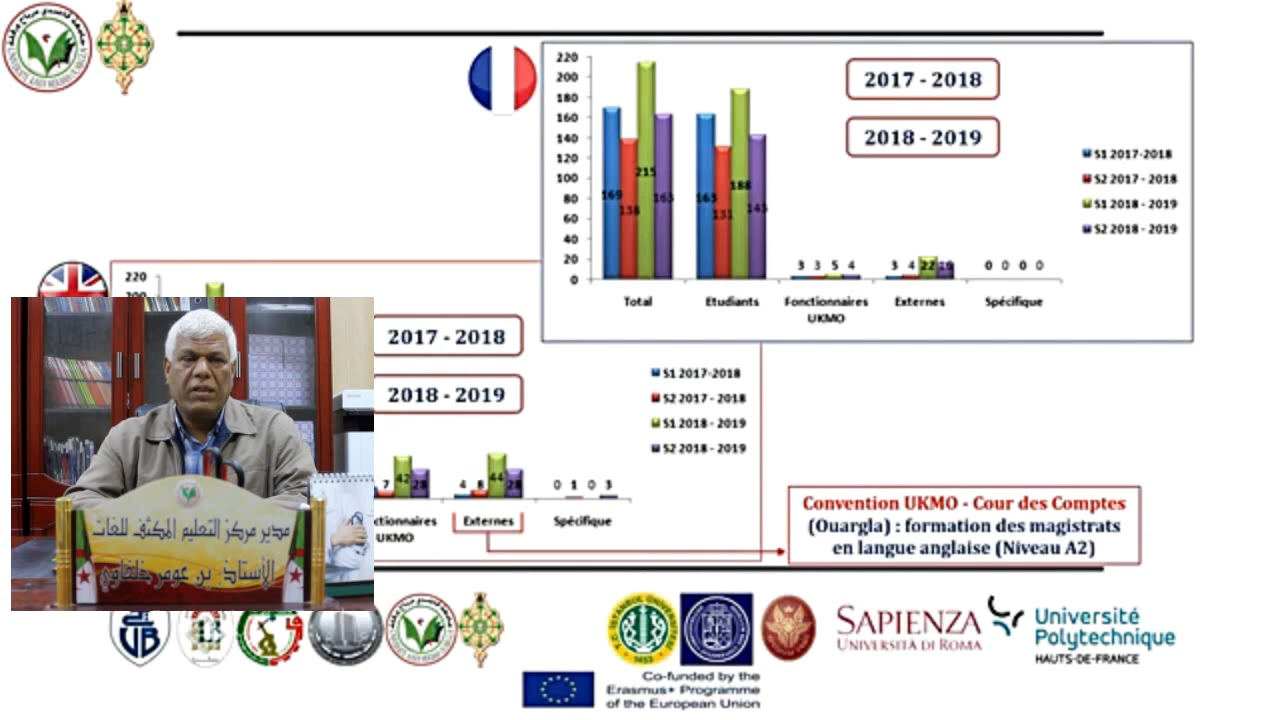 220
200
180
160
140
120
100
80
60
40
20
0
169
138
215
163
163
131
188
143
3 3 5 4
3 4 22 16
0 0 0 0
Total
Etudiants
Fonctionnaires
UKMO
Externes
Spécifique
2017 - 2018
2018 - 2019
S1 2017-2018
S2 2017 - 2018
S1 2018 - 2019
S2 2018 - 2019
220
2017 - 2018
2018 - 2019
S1 2017-2018
S2 2017 - 2018
S1 2018 - 2019
S2 2018 - 2019
7 42 28
4 8 44 28
0 1 0 3
ctionnaires
UKMO
Externes
Spécifique
Convention UKMO - Cour des Comptes
(Ouargla) : formation des magistrats
en langue anglaise (Niveau A2)
مدير مركز التعليم المكثف للغات
الأستاذ: بن عومر
SAPIENZA
UNIVERSITÀ DI ROMA
Université
Polytechnique
HAUTS-DE-FRANCE
Co-funded by the
Erasmus+ Programme
of the European Union